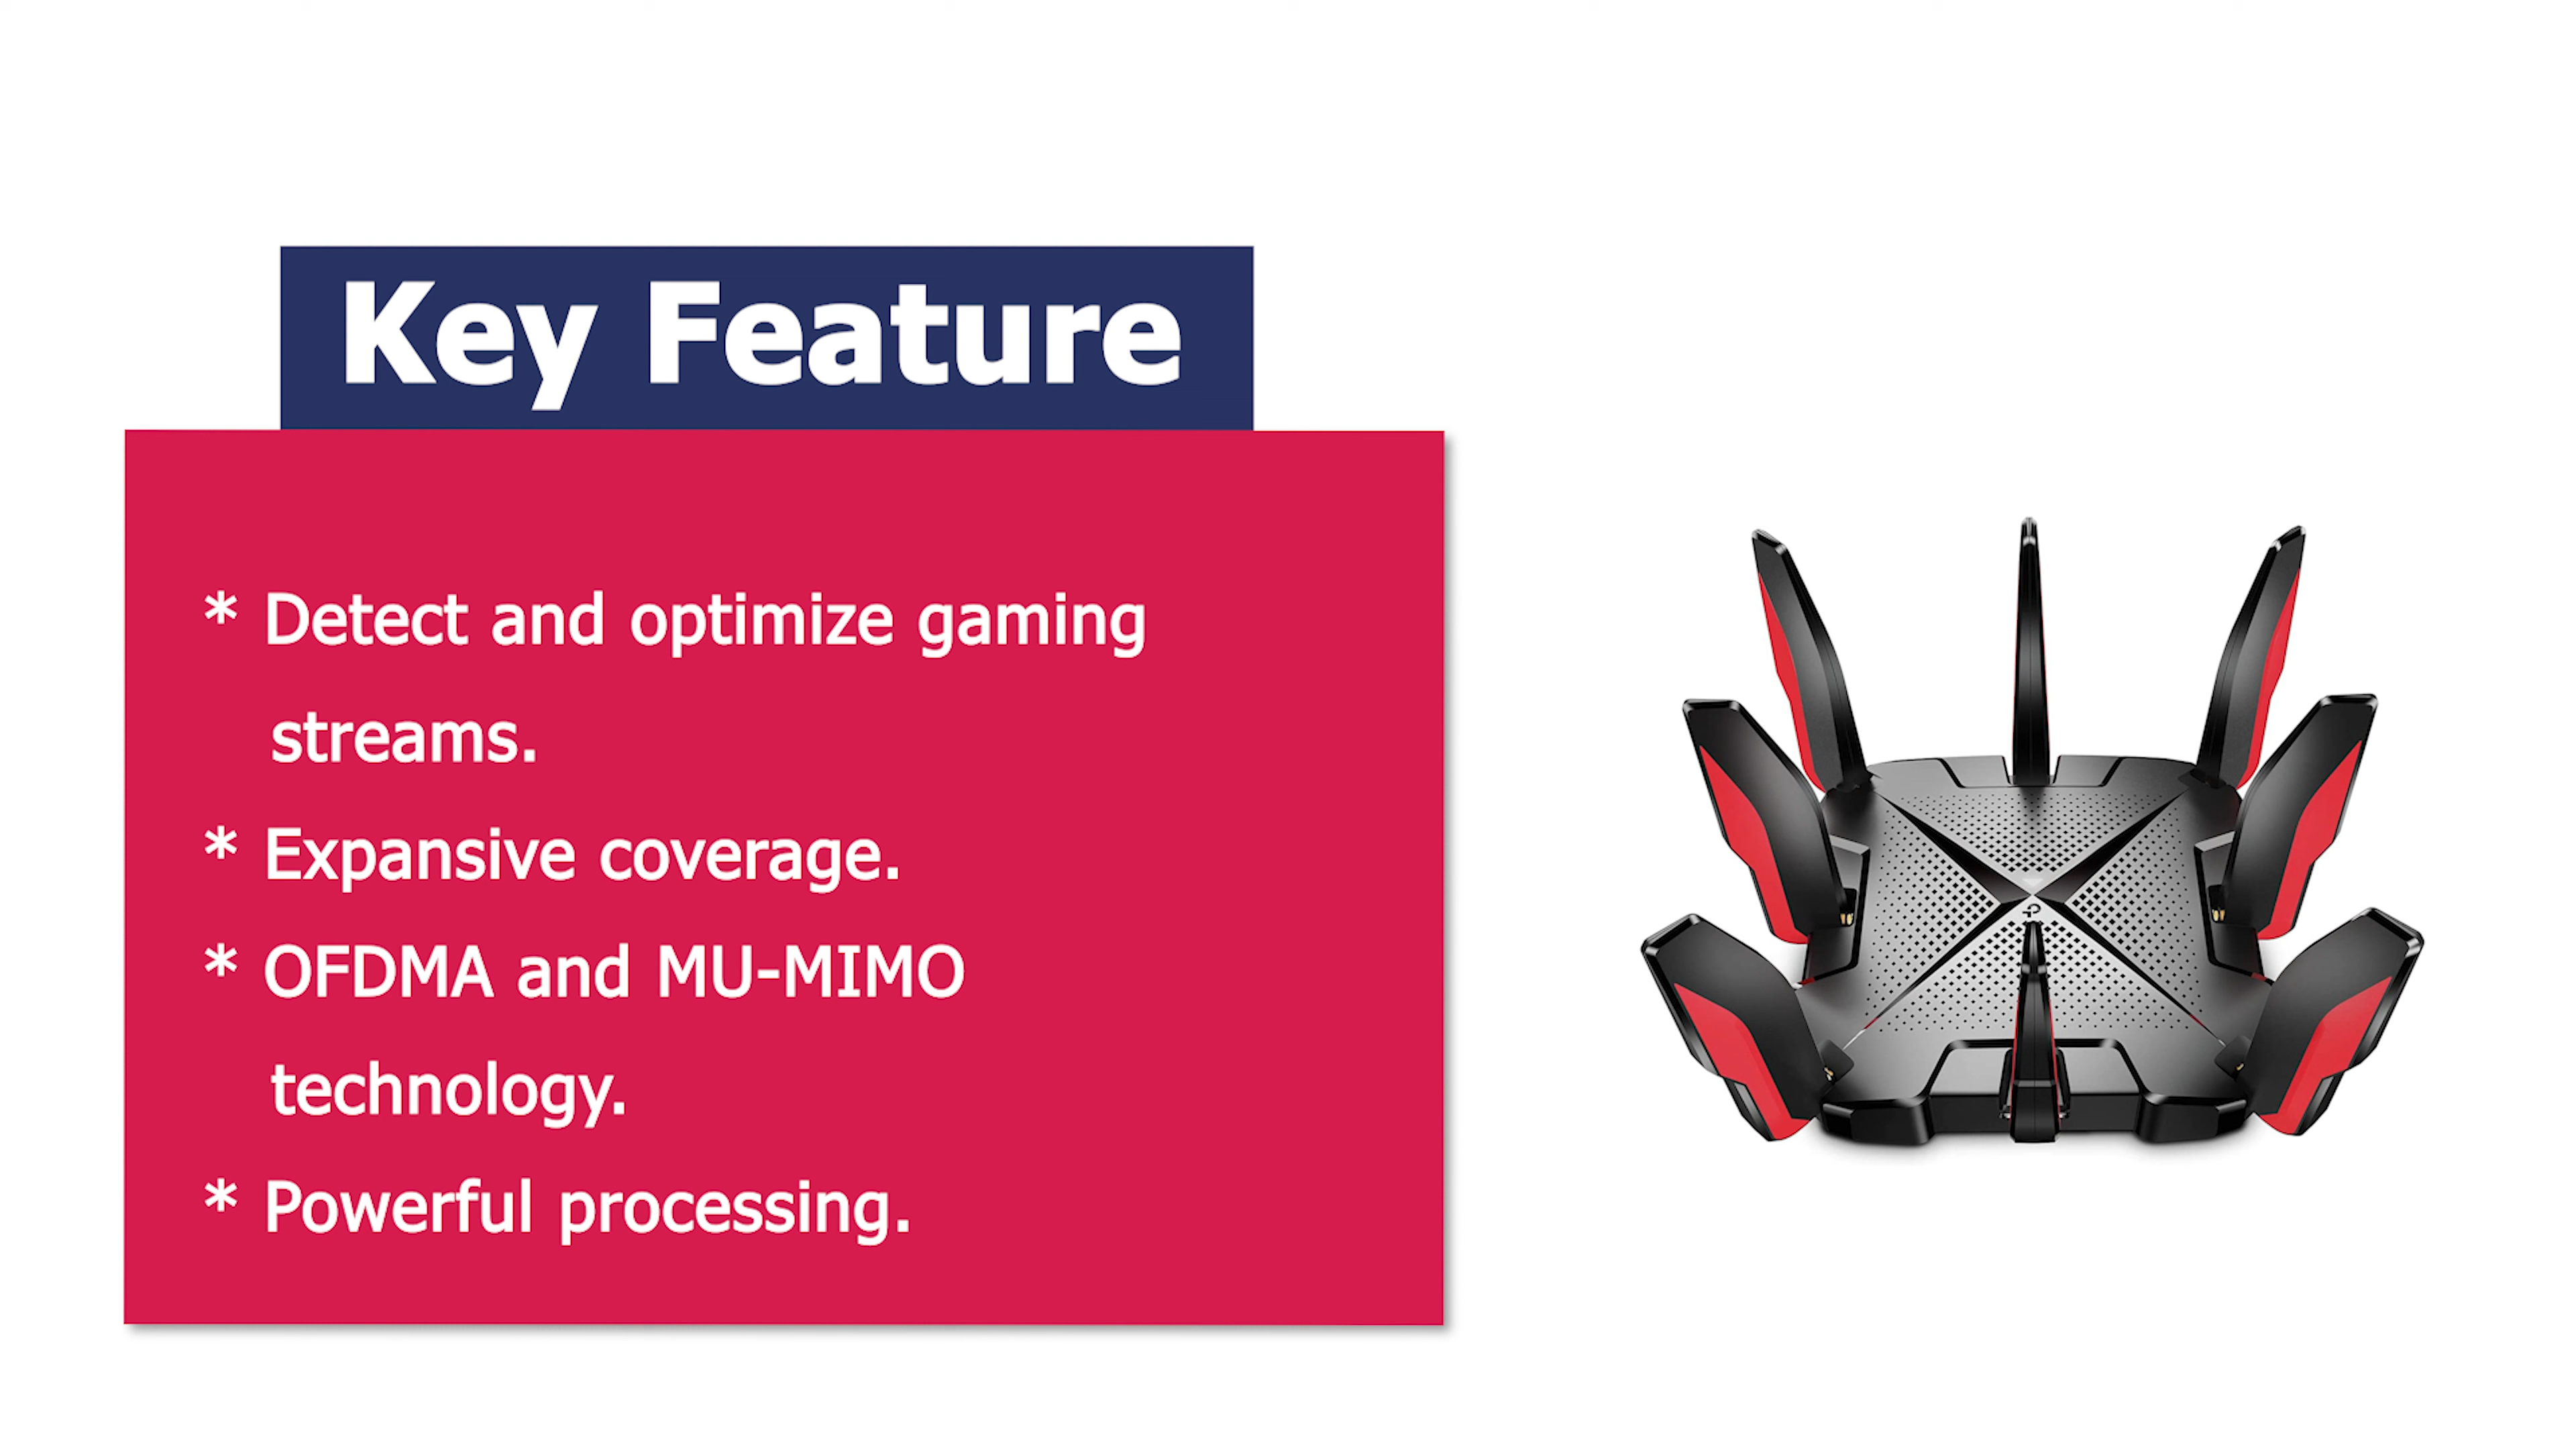 Key Feature
* Detect and optimize gaming
streams.
* Expansive coverage.
* OFDMA and MU-MIMO
technology.
* Powerful processing.